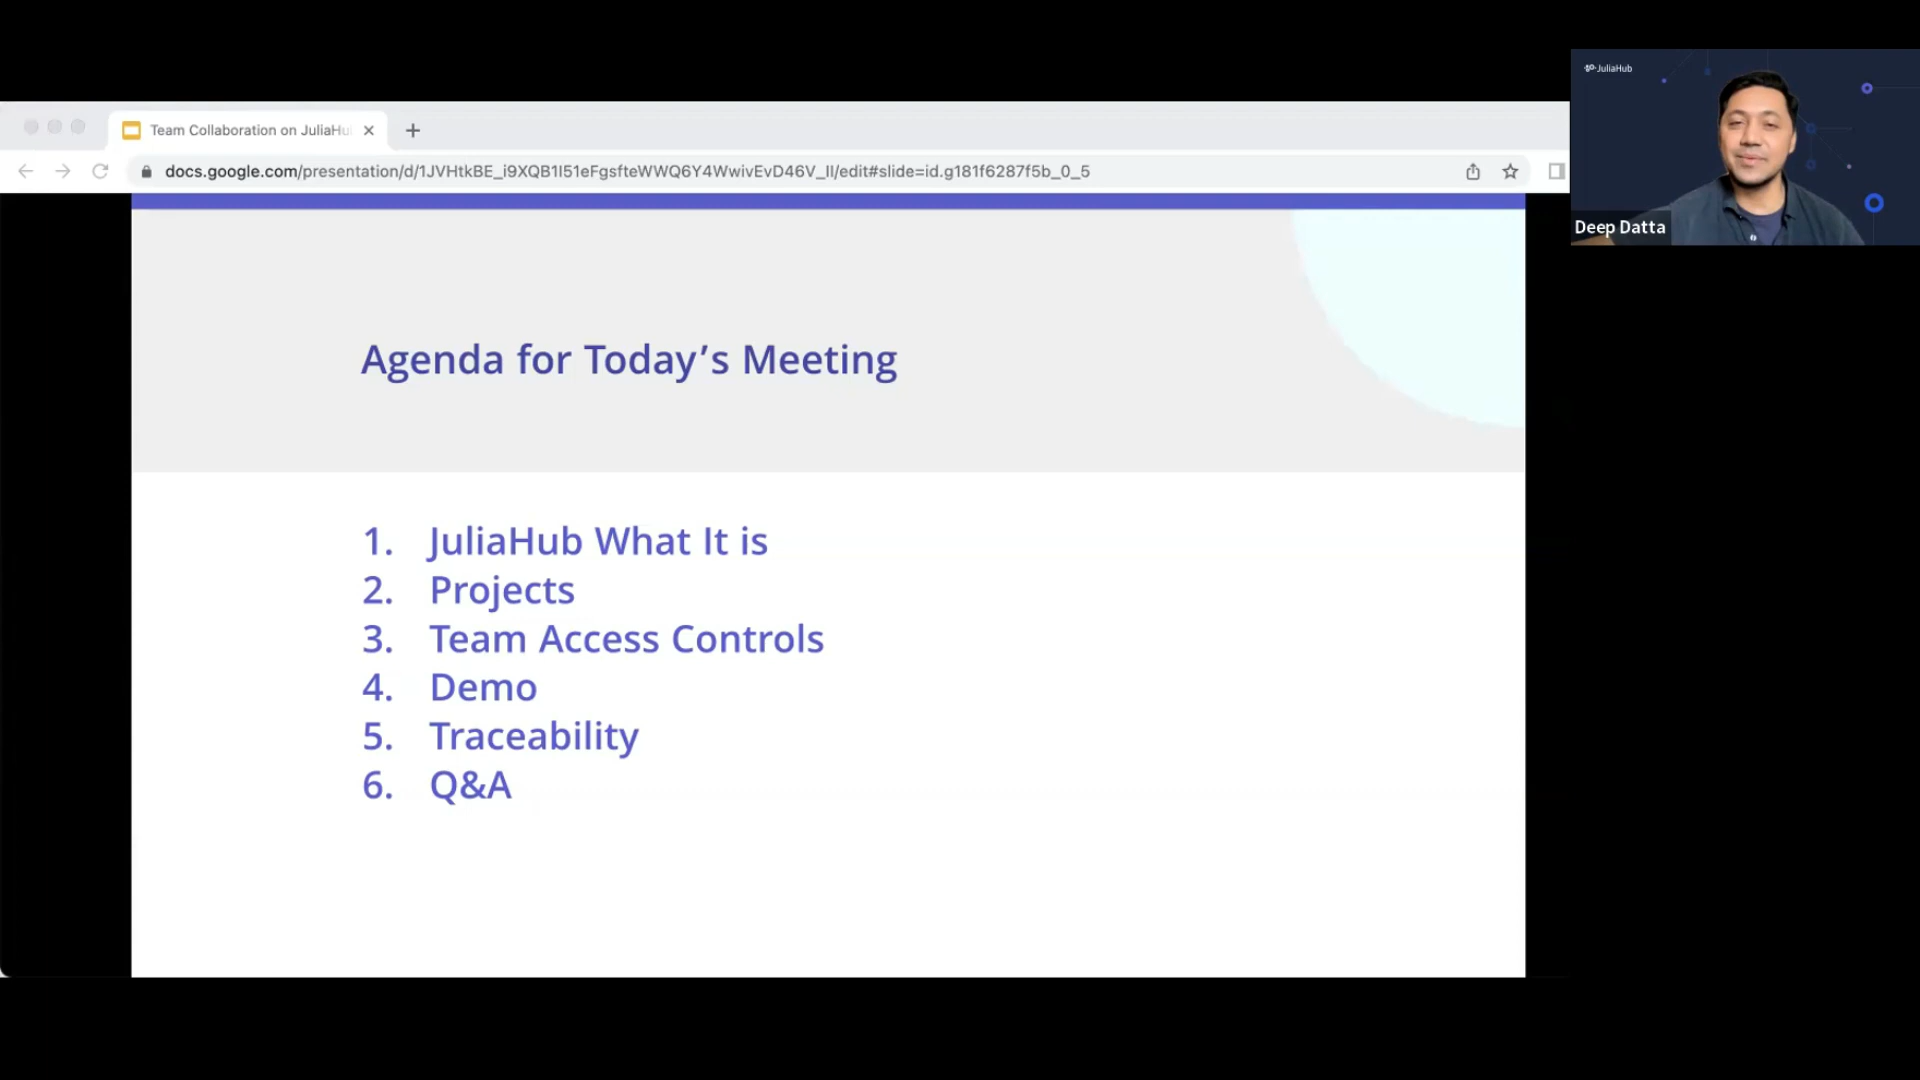 JuliaHub
Team Collaboration on JuliaHu
docs.google.com/presentation/d/1JVHtkBE_i9XQB1I51eFgsfteWWQ6Y4WwivEvD46V_II/edit#slide=id.g181f6287f5b_0_5
Deep Datta
Agenda for Today’s Meeting
1. JuliaHub What It is
2. Projects
3. Team Access Controls
4. Demo
5. Traceability
6. Q&A